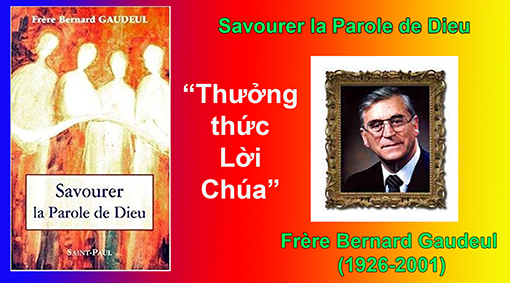 Frère Bernard GAUDEUL
Savourer
la Parole de Dieu
SAINT-PAUL
Savourer la Parole de Dieu
“Thưởng
thức
Lời
Chúa”
Frère Bernard Gaudeul
(1926-2001)